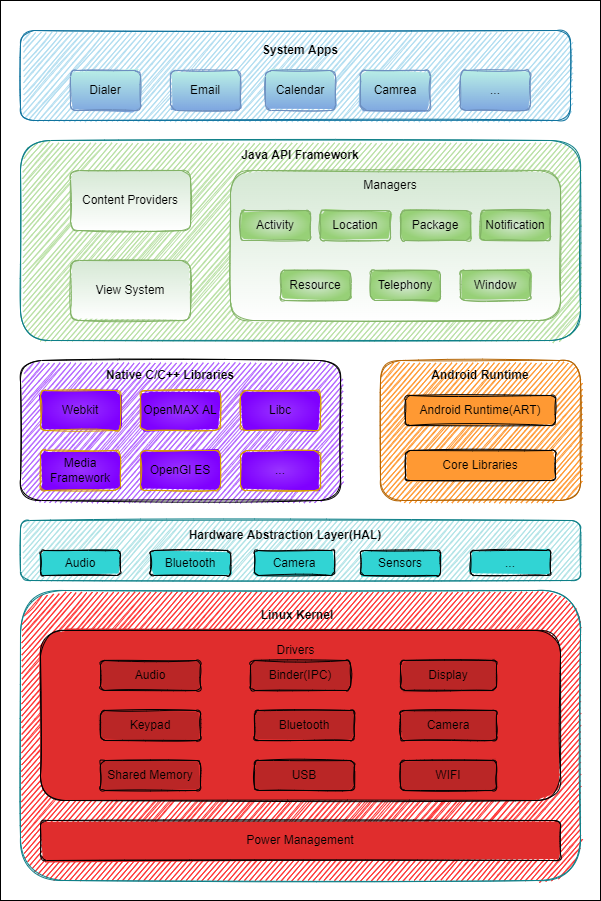 System Apps
Dialer
Email
Calendar
Camrea
...
Java API Framework
Content Providers
View System
Managers
Activity
Location
Package
Notification
Resource
Telephony
Window
Native C/C++ Libraries
Webkit
OpenMAX AL
Libc
Media
Framework
OpenGl ES
...
Android Runtime
Android Runtime(ART)
Core Libraries
Hardware Abstraction Layer(HAL)
Audio
Bluetooth
Camera
Sensors
...
Linux Kernel
Drivers
Audio
Binder(IPC)
Display
Keypad
Bluetooth
Camera
Shared Memory
USB
WIFI
Power Management